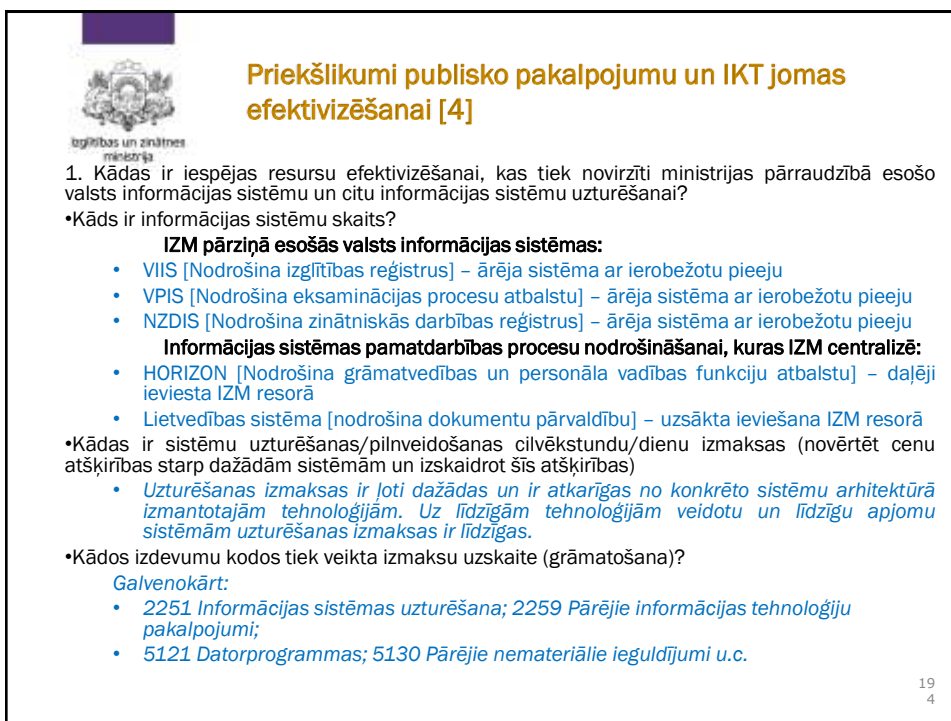 Izglītības un zinātnes
ministrija
Priekšlikumi publisko pakalpojumu un IKT jomas
efektivizēšanai [4]
1. Kādas ir iespējas resursu efektivizēšanai, kas tiek novirzīti ministrijas pārraudzībā esošo
valsts informācijas sistēmu un citu informācijas sistēmu uzturēšanai?
•Kāds ir informācijas sistēmu skaits?
IZM pārziņā esošās valsts informācijas sistēmas:
• VIIS [Nodrošina izglītības reģistrus] – ārēja sistēma ar ierobežotu pieeju
• VPIS [Nodrošina eksaminācijas procesu atbalstu] – ārēja sistēma ar ierobežotu pieeju
• NZDIS [Nodrošina zinātniskās darbības reģistrus] – ārēja sistēma ar ierobežotu pieeju
Informācijas sistēmas pamatdarbības procesu nodrošināšanai, kuras IZM centralizē:
• HORIZON [Nodrošina grāmatvedības un personāla vadības funkciju atbalstu] – daļēji
ieviesta IZM resorā
• Lietvedības sistēma [nodrošina dokumentu pārvaldību] – uzsākta ieviešana IZM resorā
•Kādas ir sistēmu uzturēšanas/pilnveidošanas cilvēkstundu/dienu izmaksas (novērtēt cenu
atšķirības starp dažādām sistēmām un izskaidrot šīs atšķirības)
• Uzturēšanas izmaksas ir ļoti dažādas un ir atkarīgas no konkrēto sistēmu arhitektūrā
izmantotajām tehnoloģijām. Uz līdzīgām tehnoloģijām veidotu un līdzīgu apjomu
sistēmām uzturēšanas izmaksas ir līdzīgas.
•Kādos izdevumu kodos tiek veikta izmaksu uzskaite (grāmatošana)?
Galvenokārt:
• 2251 Informācijas sistēmas uzturēšana; 2259 Pārējie informācijas tehnoloģiju
pakalpojumi;
• 5121 Datorprogrammas; 5130 Pārējie nemateriālie ieguldījumi u.c.
19
4